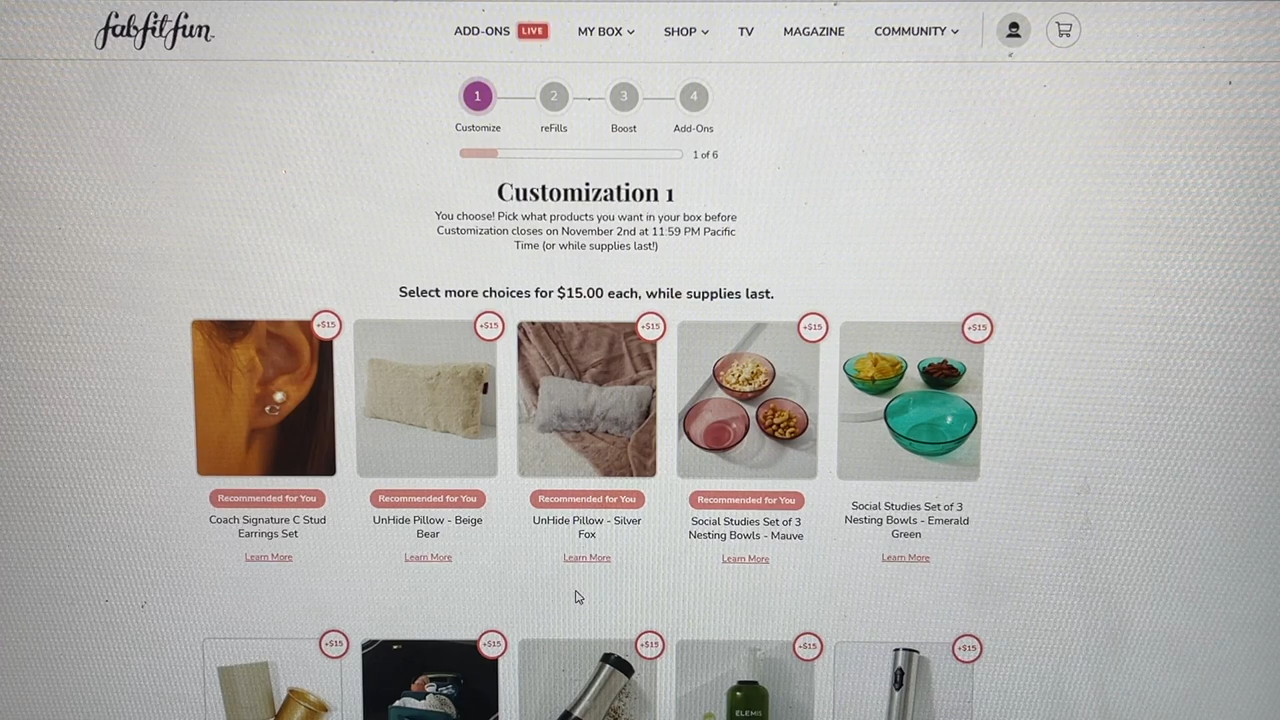 fabfitfun
ADD-ONS LIVE MY BOX SHOP TV MAGAZINE COMMUNITY
1 2 3 4
Customize reFills Boost Add-Ons
1 of 6
Customization 1
You choose! Pick what products you want in your box before
Customization closes on November 2nd at 11:59 PM Pacific
Time (or while supplies last!)
Select more choices for $15.00 each, while supplies last.
+$15 +$15 +$15 +$15 +$15
Recommended for You Recommended for You Recommended for You Recommended for You
Coach Signature C Stud
Earrings Set
Learn More
UnHide Pillow - Beige
Bear
Learn More
UnHide Pillow - Silver
Fox
Learn More
Social Studies Set of 3
Nesting Bowls - Mauve
Learn More
Social Studies Set of 3
Nesting Bowls - Emerald
Green
Learn More
+$15 +$15 +$15 +$15 +$15
ELEMIS